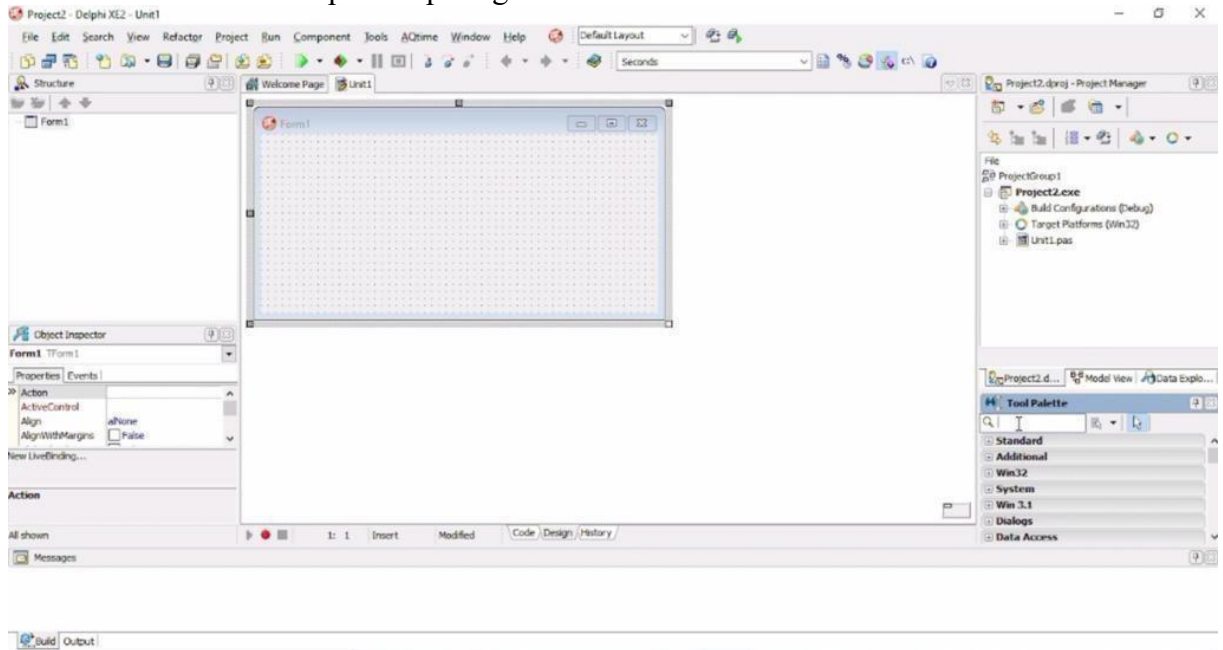 Project2 - Delphi XE2 - Unit1
File Edit Search View Refactor Project Run Component Tools AQtime Window Help Default Layout
Seconds
Structure
Form1
Welcome Page Unit1
Form1
Project2.dproj - Project Manager
File
ProjectGroup1
Project2.exe
Build Configurations (Debug)
Target Platforms (Win32)
Unit1.pas
Object Inspector
Form1 TForm1
Properties Events
Action
ActiveControl
Align alNone
AlignWithMargins False
New LiveBinding...
Action
All shown
1: 1 Insert Modified Code Design History
Project2.d... Model View Data Explo...
Tool Palette
Standard
Additional
Win32
System
Win 3.1
Dialogs
Data Access
Messages
Build Output